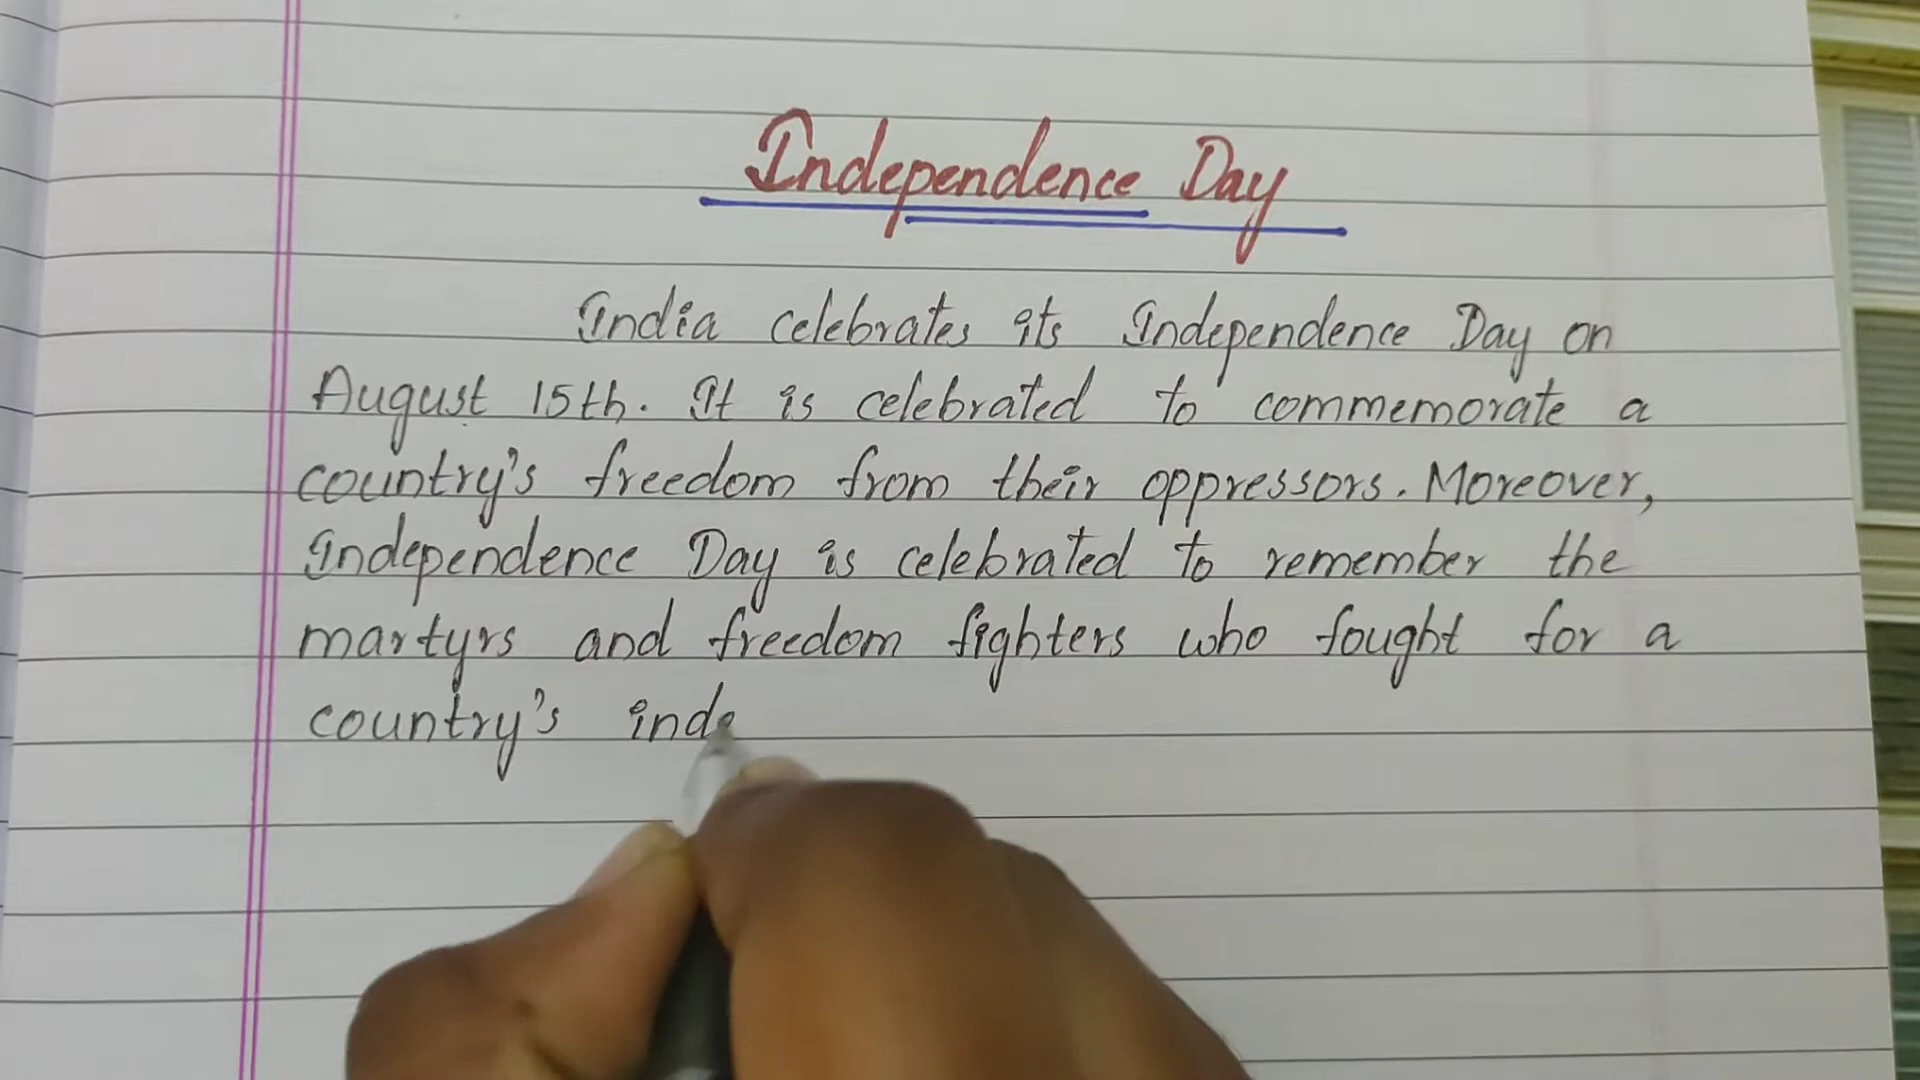 Independence Day
India celebrates its Independence Day on
August 15th. It is celebrated to commemorate a
country's freedom from their oppressors. Moreover,
Independence Day is celebrated to remember the
martyrs and freedom fighters who fought for a
country's inde